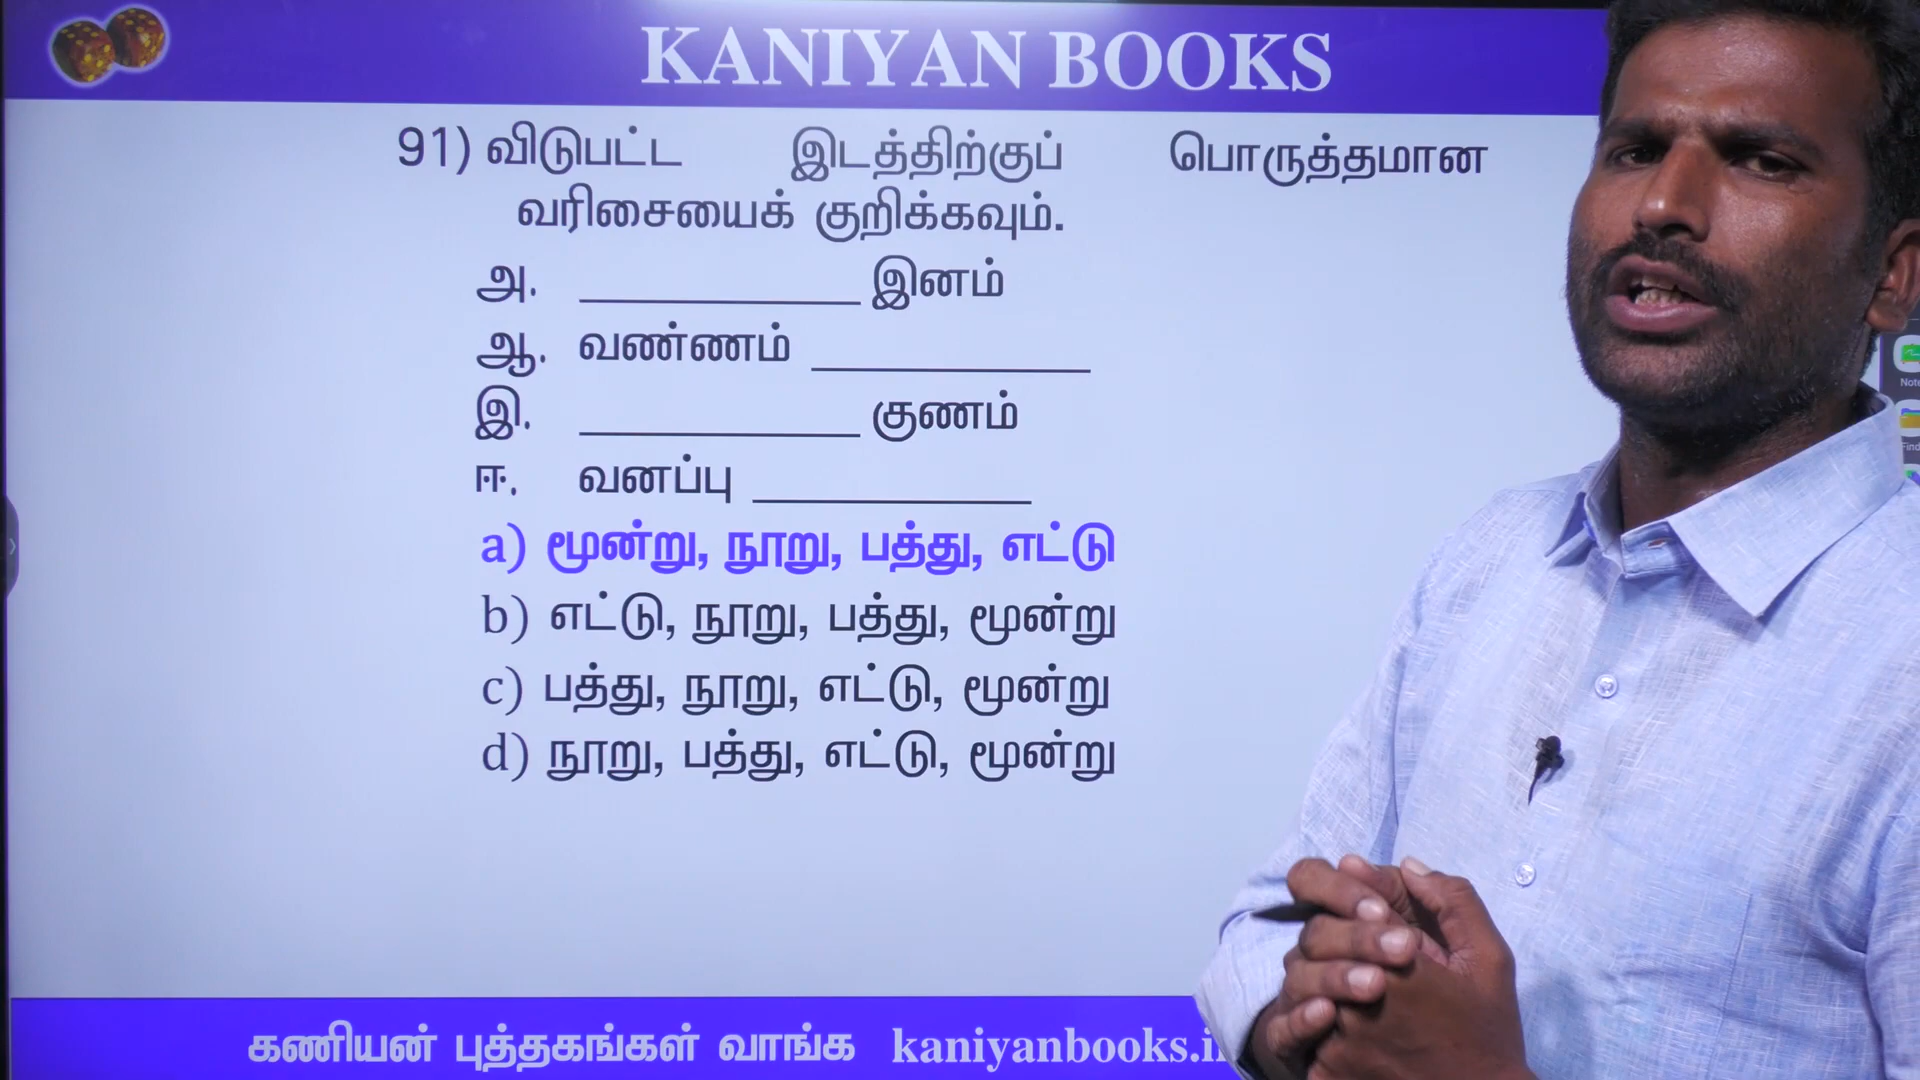 KANIYAN BOOKS
91) விடுபட்ட இடத்திற்குப் பொருத்தமான
வரிசையைக் குறிக்கவும்.
அ. ____________ இனம்
ஆ. வண்ணம் ____________
இ. ____________ குணம்
ஈ. வனப்பு ____________
a) மூன்று, நூறு, பத்து, எட்டு
b) எட்டு, நூறு, பத்து, மூன்று
c) பத்து, நூறு, எட்டு, மூன்று
d) நூறு, பத்து, எட்டு, மூன்று
கணியன் புத்தகங்கள் வாங்க kaniyanbooks.i